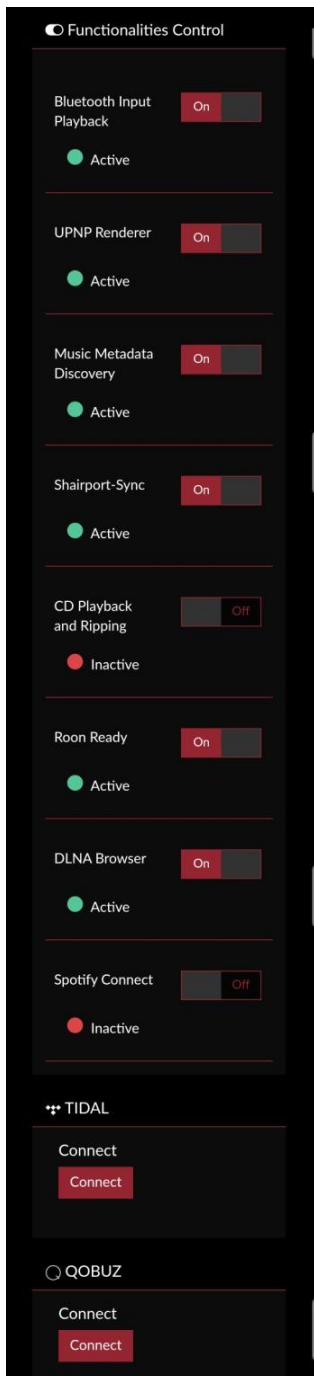 Functionalities Control
Bluetooth Input
Playback
On
Active
UPNP Renderer
On
Active
Music Metadata
Discovery
On
Active
Shairport-Sync
On
Active
CD Playback
and Ripping
Off
Inactive
Roon Ready
On
Active
DLNA Browser
On
Active
Spotify Connect
Off
Inactive
TIDAL
Connect
Connect
QOBUZ
Connect
Connect